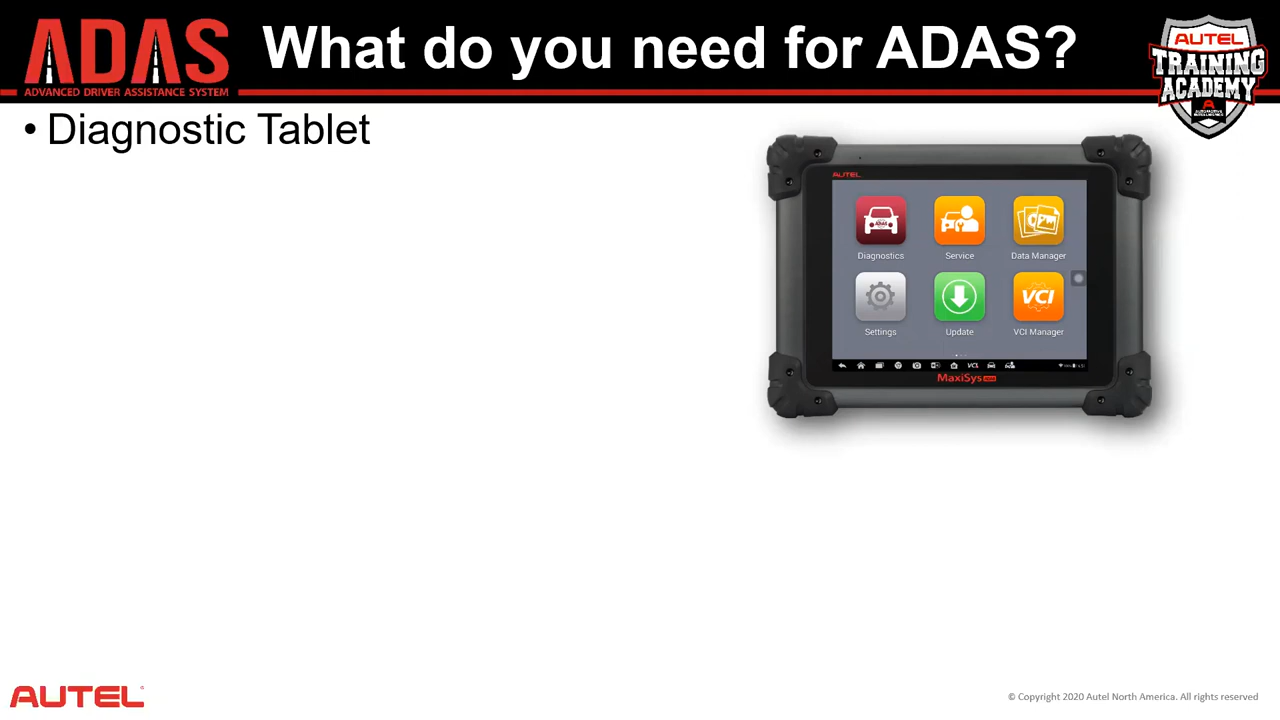 ADAS
ADVANCED DRIVER ASSISTANCE SYSTEM
What do you need for ADAS?
AUTEL
TRAINING
ACADEMY
• Diagnostic Tablet
AUTEL
Diagnostics
Service
Data Manager
Settings
Update
VCI
VCI Manager
VCI
MaxiSys
AUTEL
© Copyright 2020 Autel North America. All rights reserved